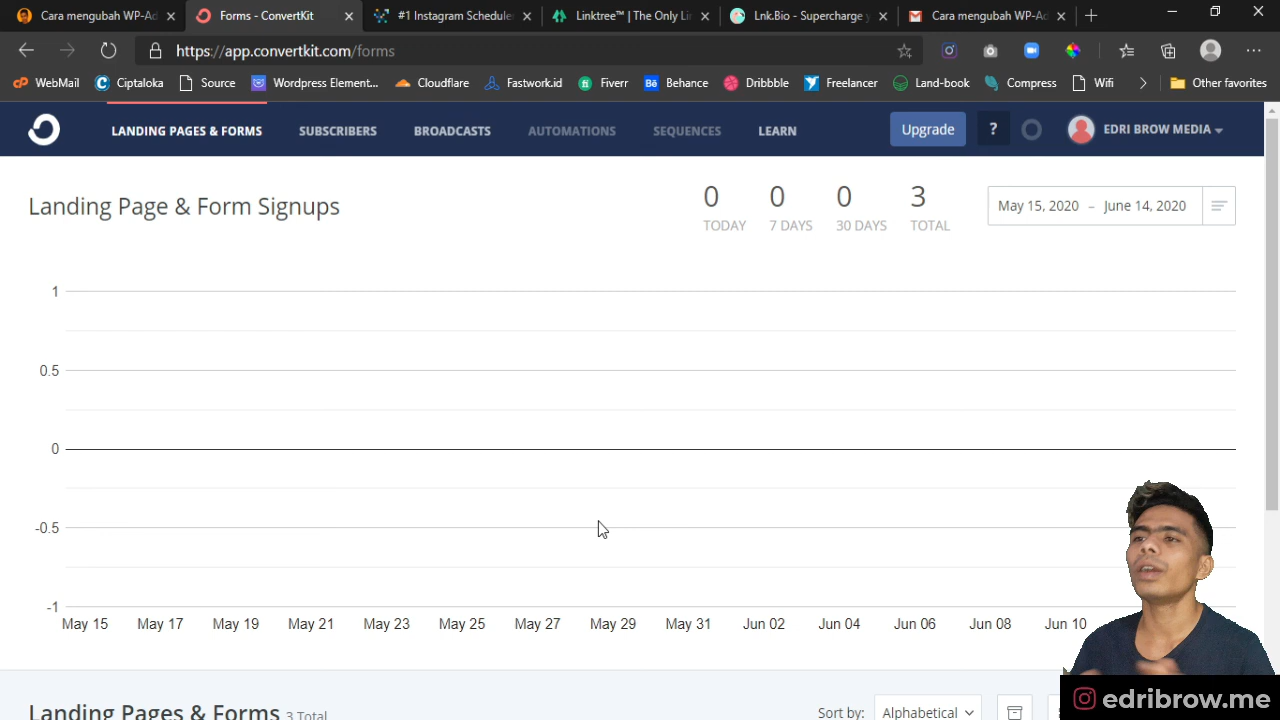 Cara mengubah WP-Ad
Forms - ConvertKit
#1 Instagram Schedule
Linktree™ | The Only Li
Lnk.Bio - Supercharge y
Cara mengubah WP-Ad
https://app.convertkit.com/forms
WebMail
Ciptaloka
Source
Wordpress Element...
Cloudflare
Fastwork.id
Fiverr
Behance
Dribbble
Freelancer
Land-book
Compress
Wifi
Other favorites
LANDING PAGES & FORMS
SUBSCRIBERS
BROADCASTS
AUTOMATIONS
SEQUENCES
LEARN
Upgrade
?
EDRI BROW MEDIA
Landing Page & Form Signups
0
TODAY
0
7 DAYS
0
30 DAYS
3
TOTAL
May 15, 2020 – June 14, 2020
1
0.5
0
-0.5
-1
May 15
May 17
May 19
May 21
May 23
May 25
May 27
May 29
May 31
Jun 02
Jun 04
Jun 06
Jun 08
Jun 10
Landing Pages & Forms 3 Total
Sort by:
Alphabetical
edribrow.me